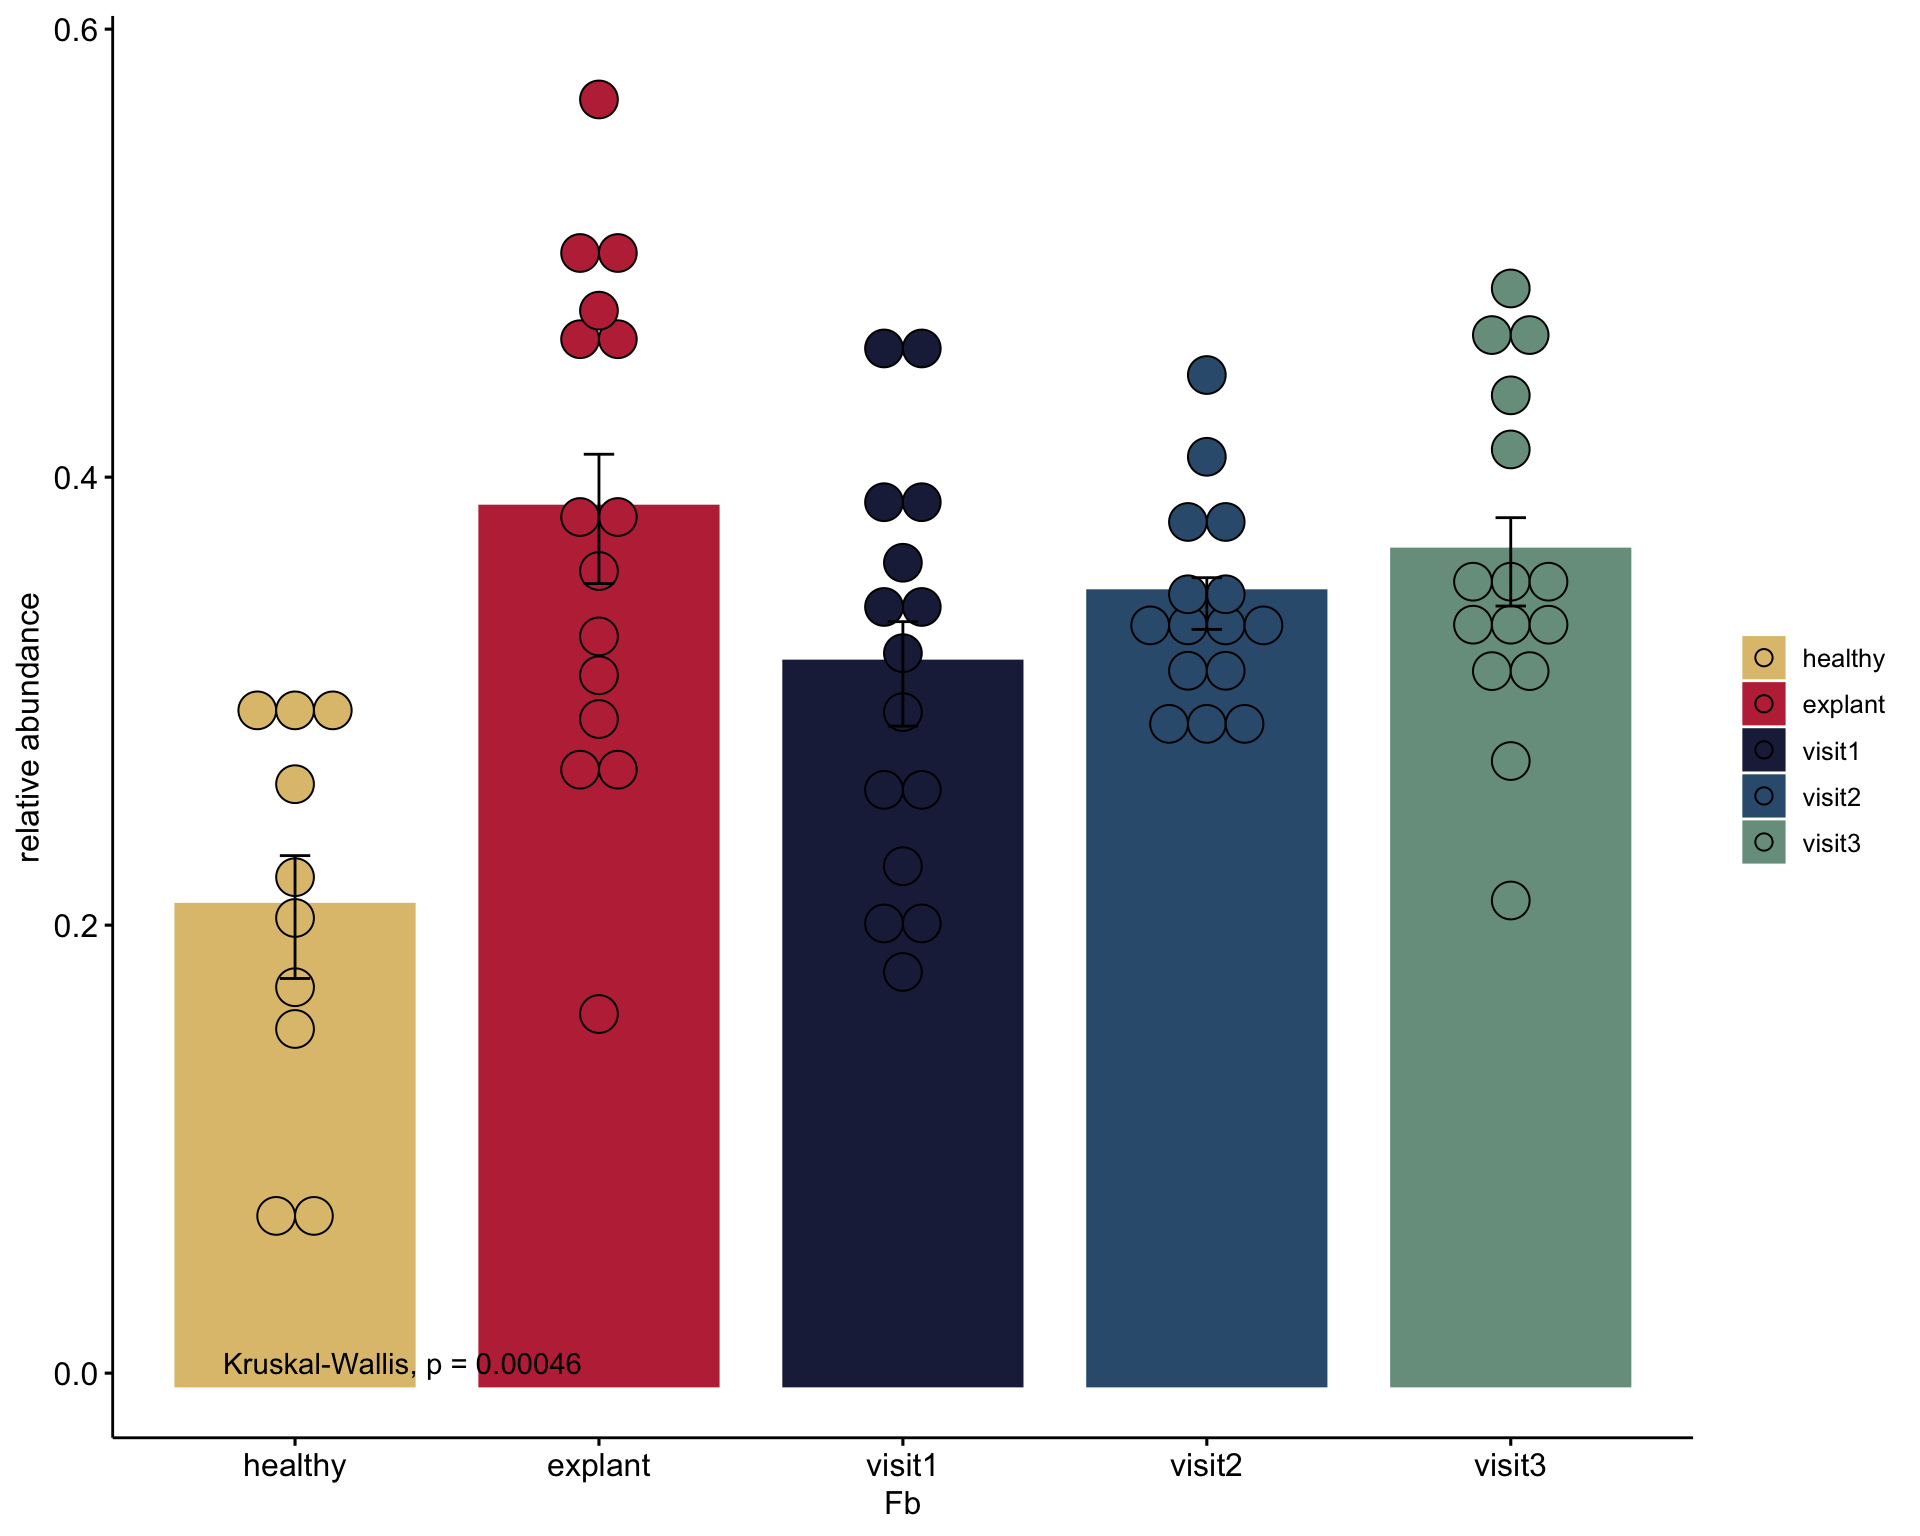 0.6
0.4
0.2
0.0
relative abundance
Kruskal-Wallis, p = 0.00046
healthy
explant
visit1
visit2
visit3
Fb
healthy
explant
visit1
visit2
visit3